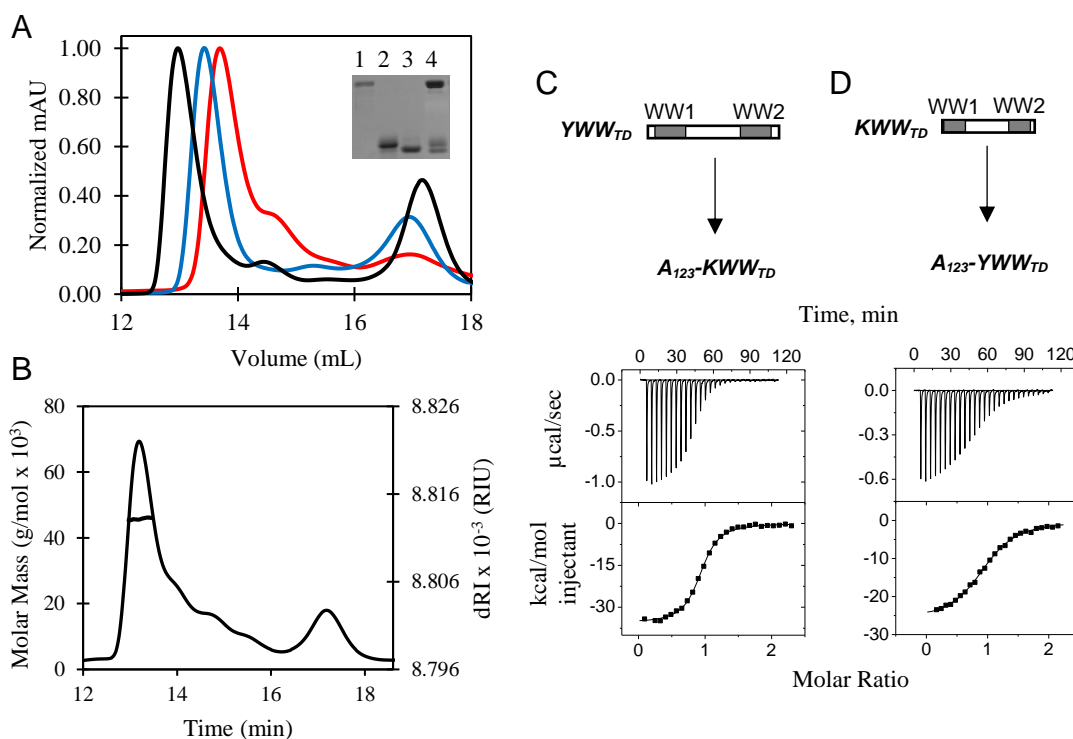 A
1.00
0.80
0.60
0.40
0.20
0.00
Normalized mAU
1 2 3 4
12 14 16 18
Volume (mL)
B
80
60
40
20
0
Molar Mass (g/mol x 10³)
8.826
8.816
8.806
8.796
dRI x 10⁻³ (RIU)
12 14 16 18
Time (min)
C
WW1 WW2
YWW_TD
A₁₂₃-KWW_TD
D
WW1 WW2
KWW_TD
A₁₂₃-YWW_TD
Time, min
0 30 60 90 120
0.0
-0.5
-1.0
µcal/sec
0
-15
-30
kcal/mol
injectant
0 1 2
0 30 60 90 120
0.0
-0.3
-0.6
0
-10
-20
-30
0 1 2
Molar Ratio